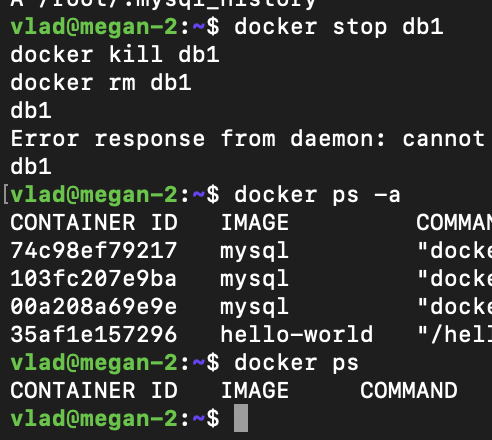 A /root/.mysql_history
vlad@megan-2:~$ docker stop db1
docker kill db1
docker rm db1
db1
Error response from daemon: cannot
db1
[vlad@megan-2:~$ docker ps -a
CONTAINER ID IMAGE COMMAN
74c98ef79217 mysql "docke
103fc207e9ba mysql "docke
00a208a69e9e mysql "docke
35af1e157296 hello-world "/hell
vlad@megan-2:~$ docker ps
CONTAINER ID IMAGE COMMAND
vlad@megan-2:~$